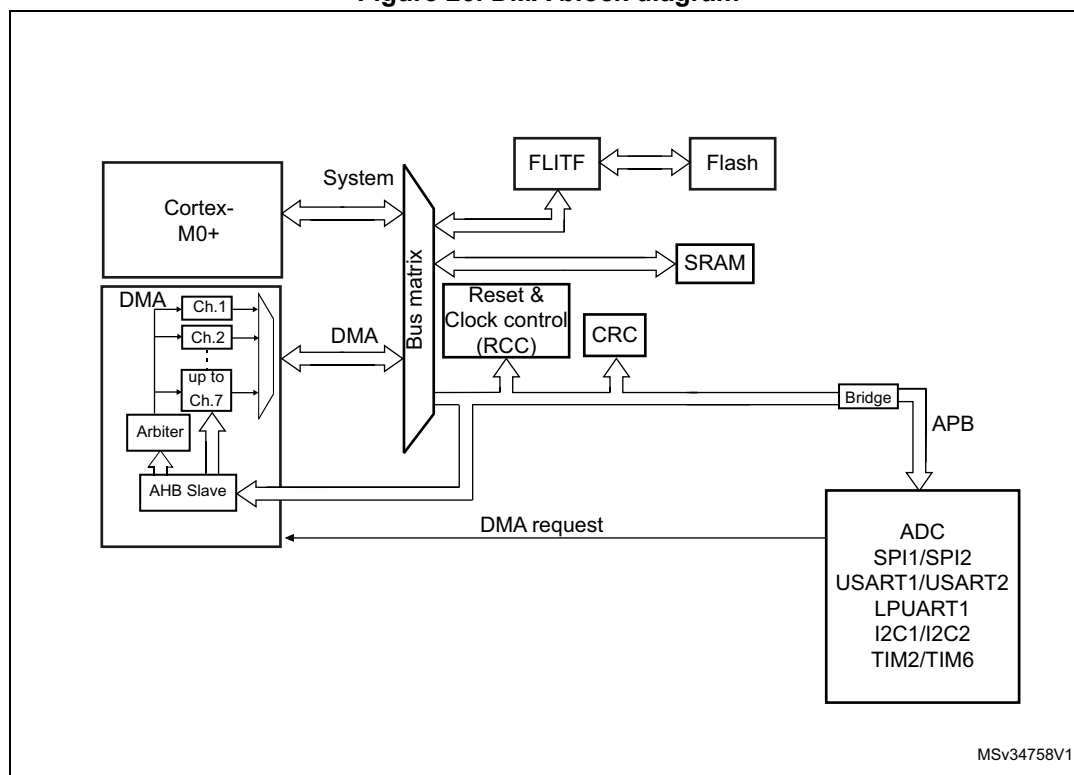 System
FLITF
Flash
Cortex-
M0+
Bus matrix
SRAM
DMA
Ch.1
Ch.2
up to
Ch.7
Arbiter
AHB Slave
DMA
Reset &
Clock control
(RCC)
CRC
Bridge
APB
DMA request
ADC
SPI1/SPI2
USART1/USART2
LPUART1
I2C1/I2C2
TIM2/TIM6
MSv34758V1